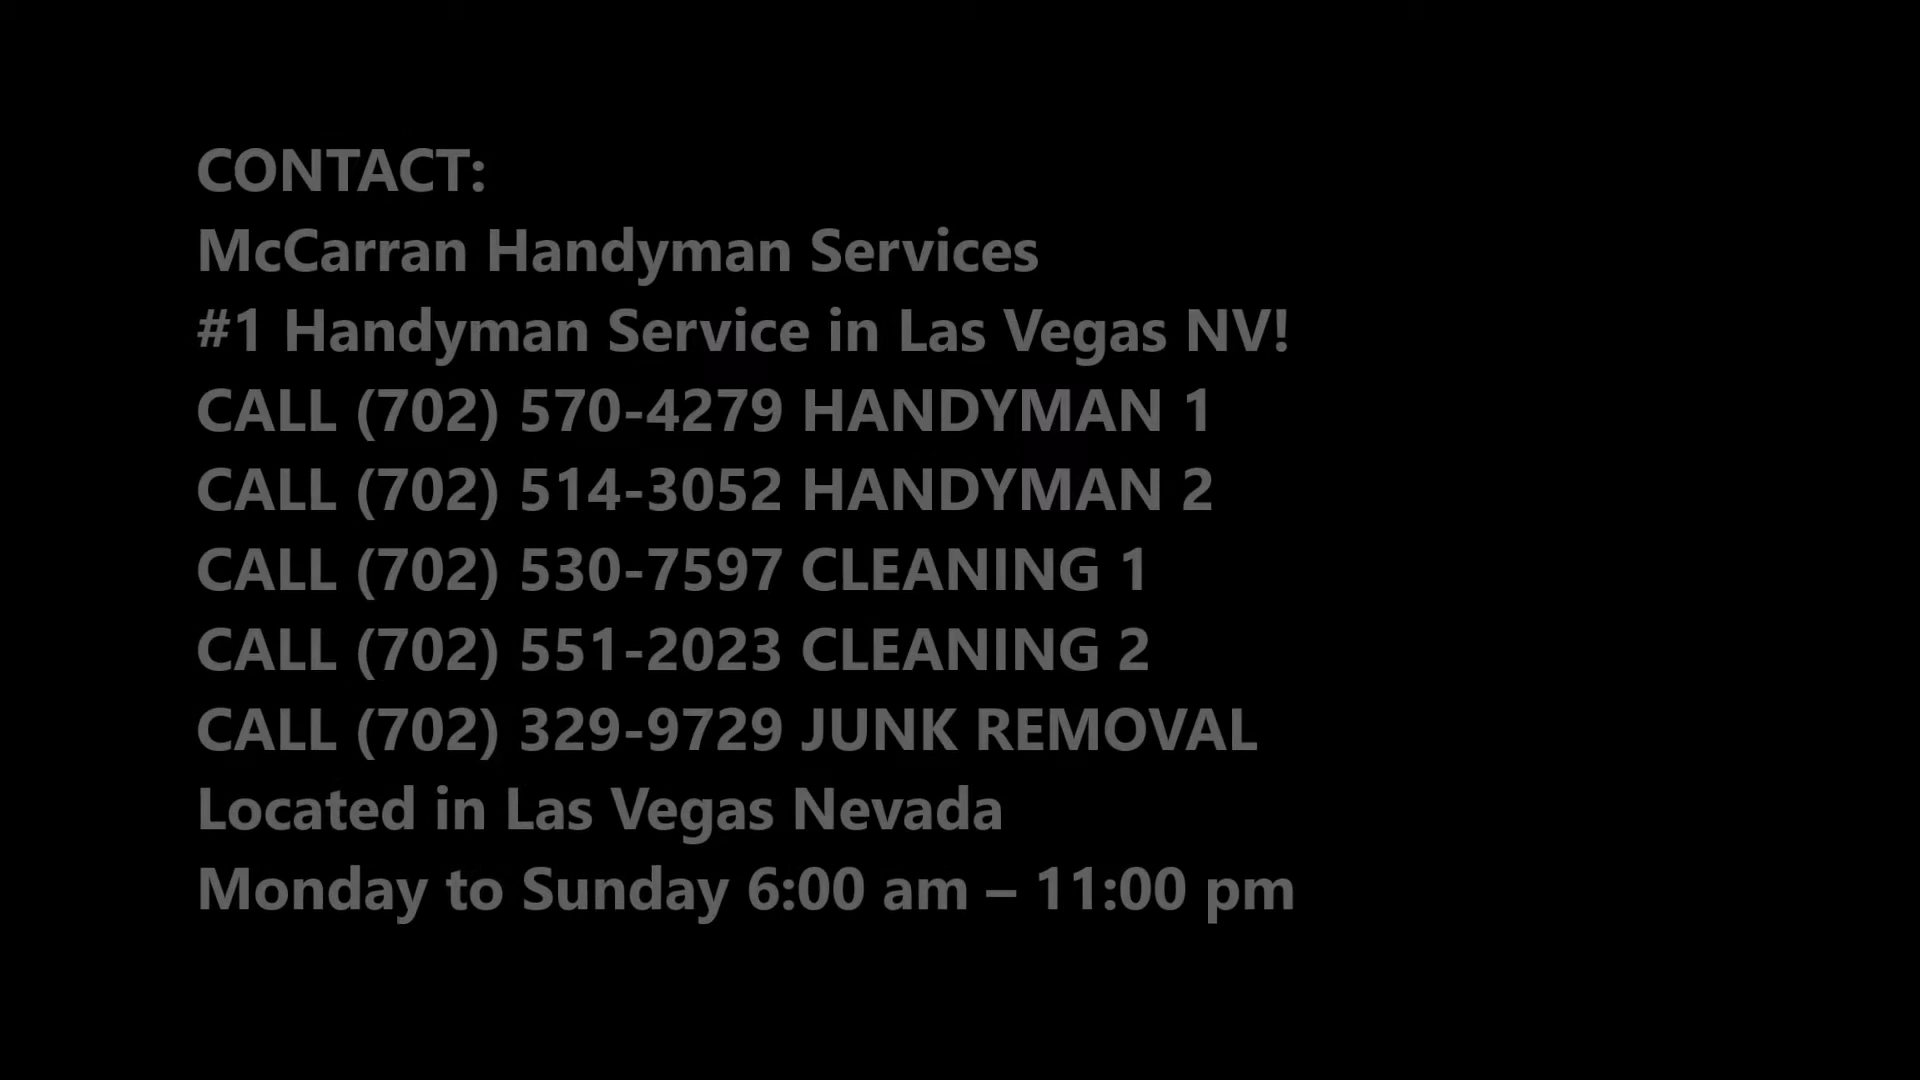 CONTACT:
McCarran Handyman Services
#1 Handyman Service in Las Vegas NV!
CALL (702) 570-4279 HANDYMAN 1
CALL (702) 514-3052 HANDYMAN 2
CALL (702) 530-7597 CLEANING 1
CALL (702) 551-2023 CLEANING 2
CALL (702) 329-9729 JUNK REMOVAL
Located in Las Vegas Nevada
Monday to Sunday 6:00 am – 11:00 pm